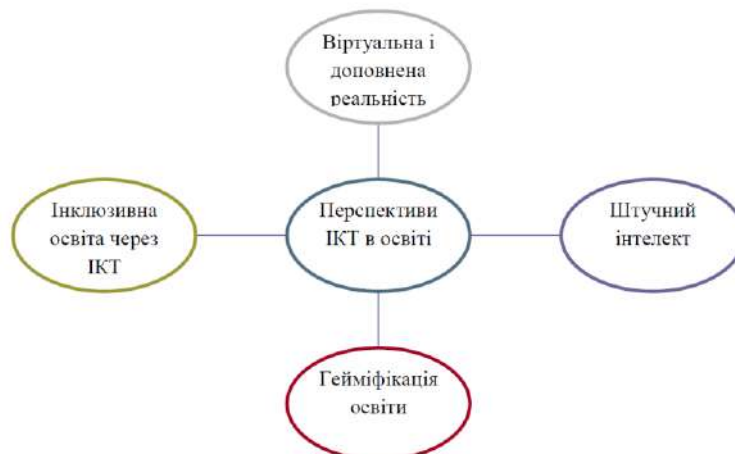 Віртуальна і
доповнена
реальність
Інклюзивна
освіта через
ІКТ
Перспективи
ІКТ в освіті
Штучний
інтелект
Гейміфікація
освіти